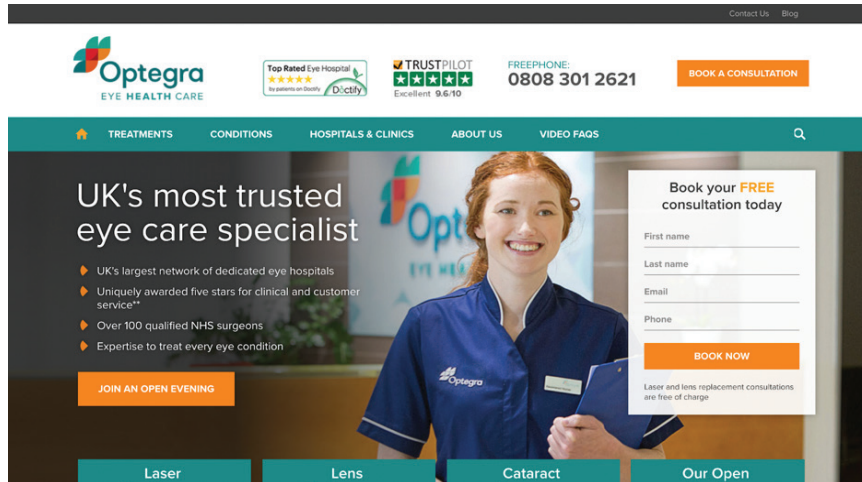 Contact Us Blog
Optegra
EYE HEALTH CARE
Top Rated Eye Hospital
by patients on Doctify
Doctify
TRUSTPILOT
Excellent 9.6/10
FREEPHONE:
0808 301 2621
BOOK A CONSULTATION
TREATMENTS CONDITIONS HOSPITALS & CLINICS ABOUT US VIDEO FAQS
UK's most trusted
eye care specialist
UK's largest network of dedicated eye hospitals
Uniquely awarded five stars for clinical and customer
service**
Over 100 qualified NHS surgeons
Expertise to treat every eye condition
JOIN AN OPEN EVENING
Opt
EYE HEA
Optegra
Book your FREE
consultation today
First name
Last name
Email
Phone
BOOK NOW
Laser and lens replacement consultations
are free of charge
Laser Lens Cataract Our Open